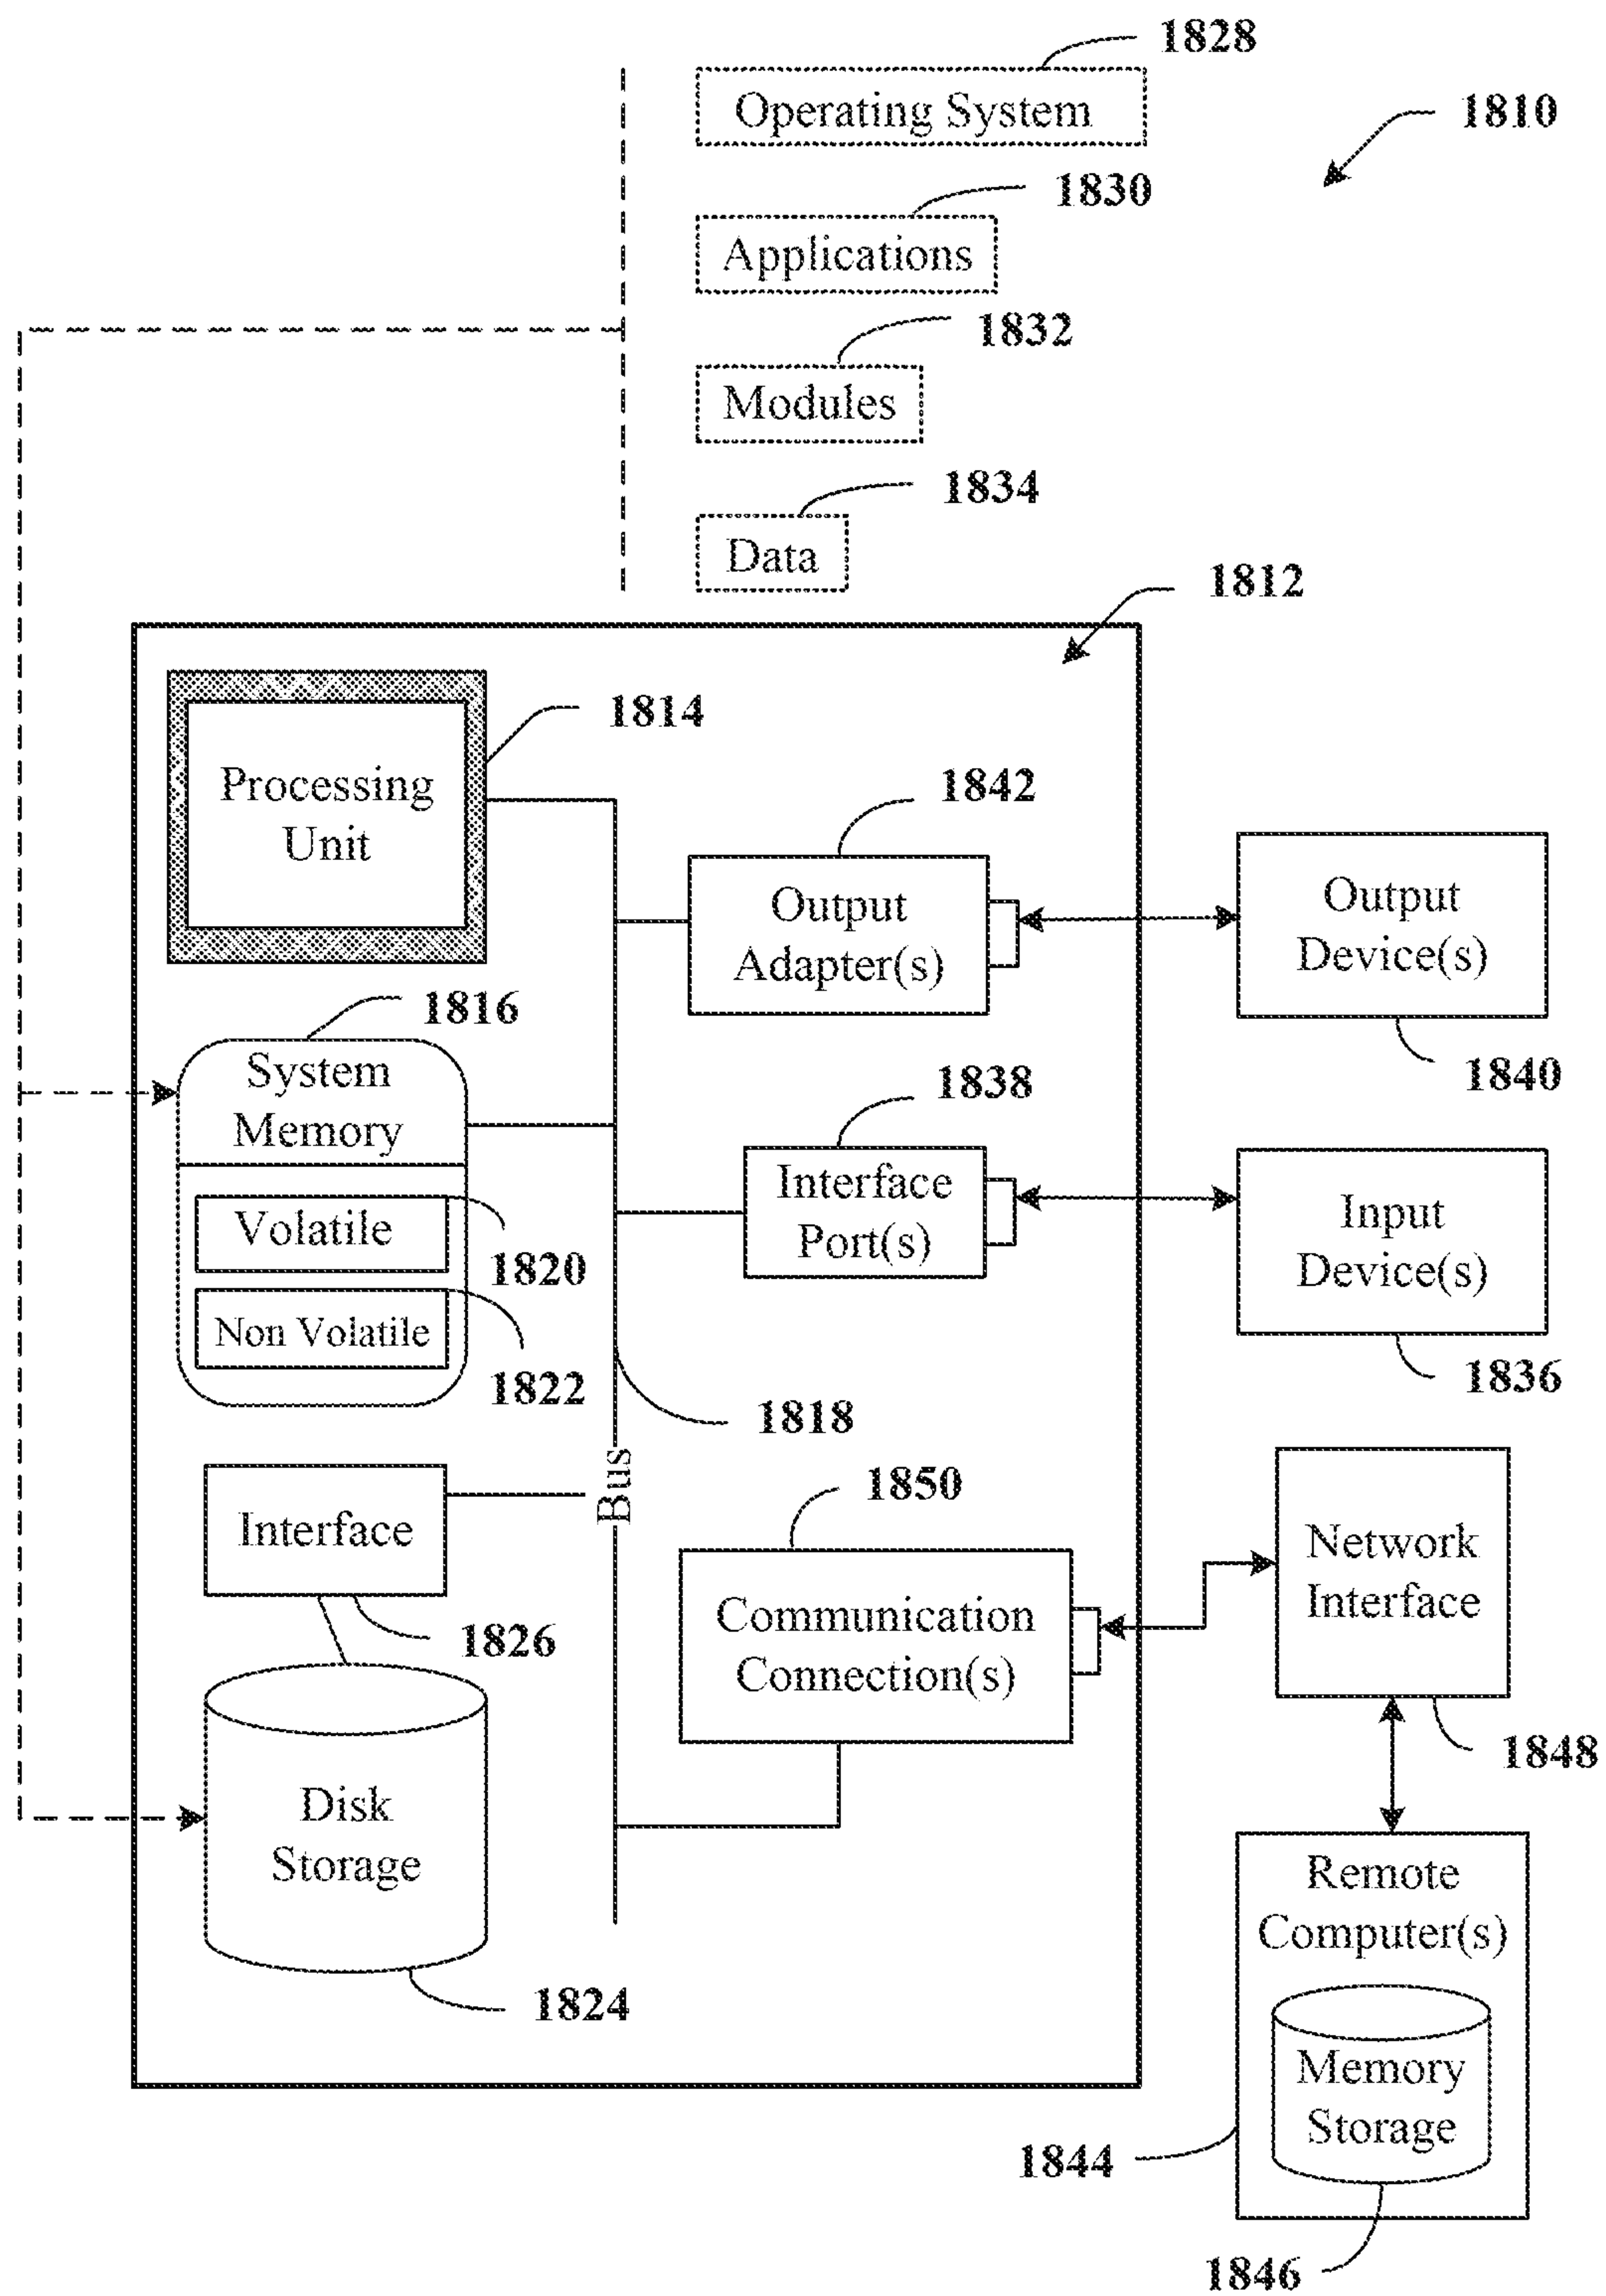 1828
Operating System
1810
1830
Applications
1832
Modules
1834
Data
1812
1814
Processing
Unit
1842
Output
Adapter(s)
Output
Device(s)
1840
1816
System
Memory
1838
Interface
Port(s)
Input
Device(s)
1836
Volatile
1820
Non Volatile
1822
1818
Bus
1850
Interface
1826
Communication
Connection(s)
Network
Interface
1848
Disk
Storage
1824
Remote
Computer(s)
Memory
Storage
1844
1846